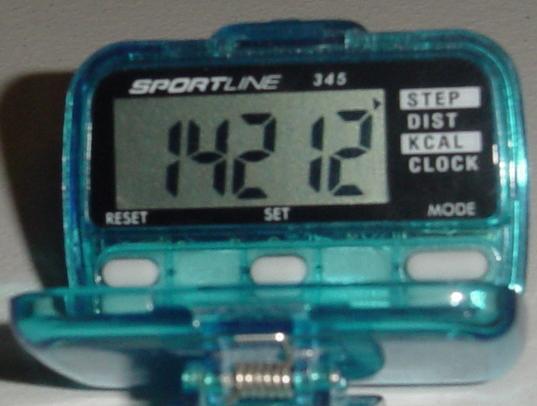 SPORTLINE 345
14212
STEP
DIST
KCAL
CLOCK
RESET SET MODE